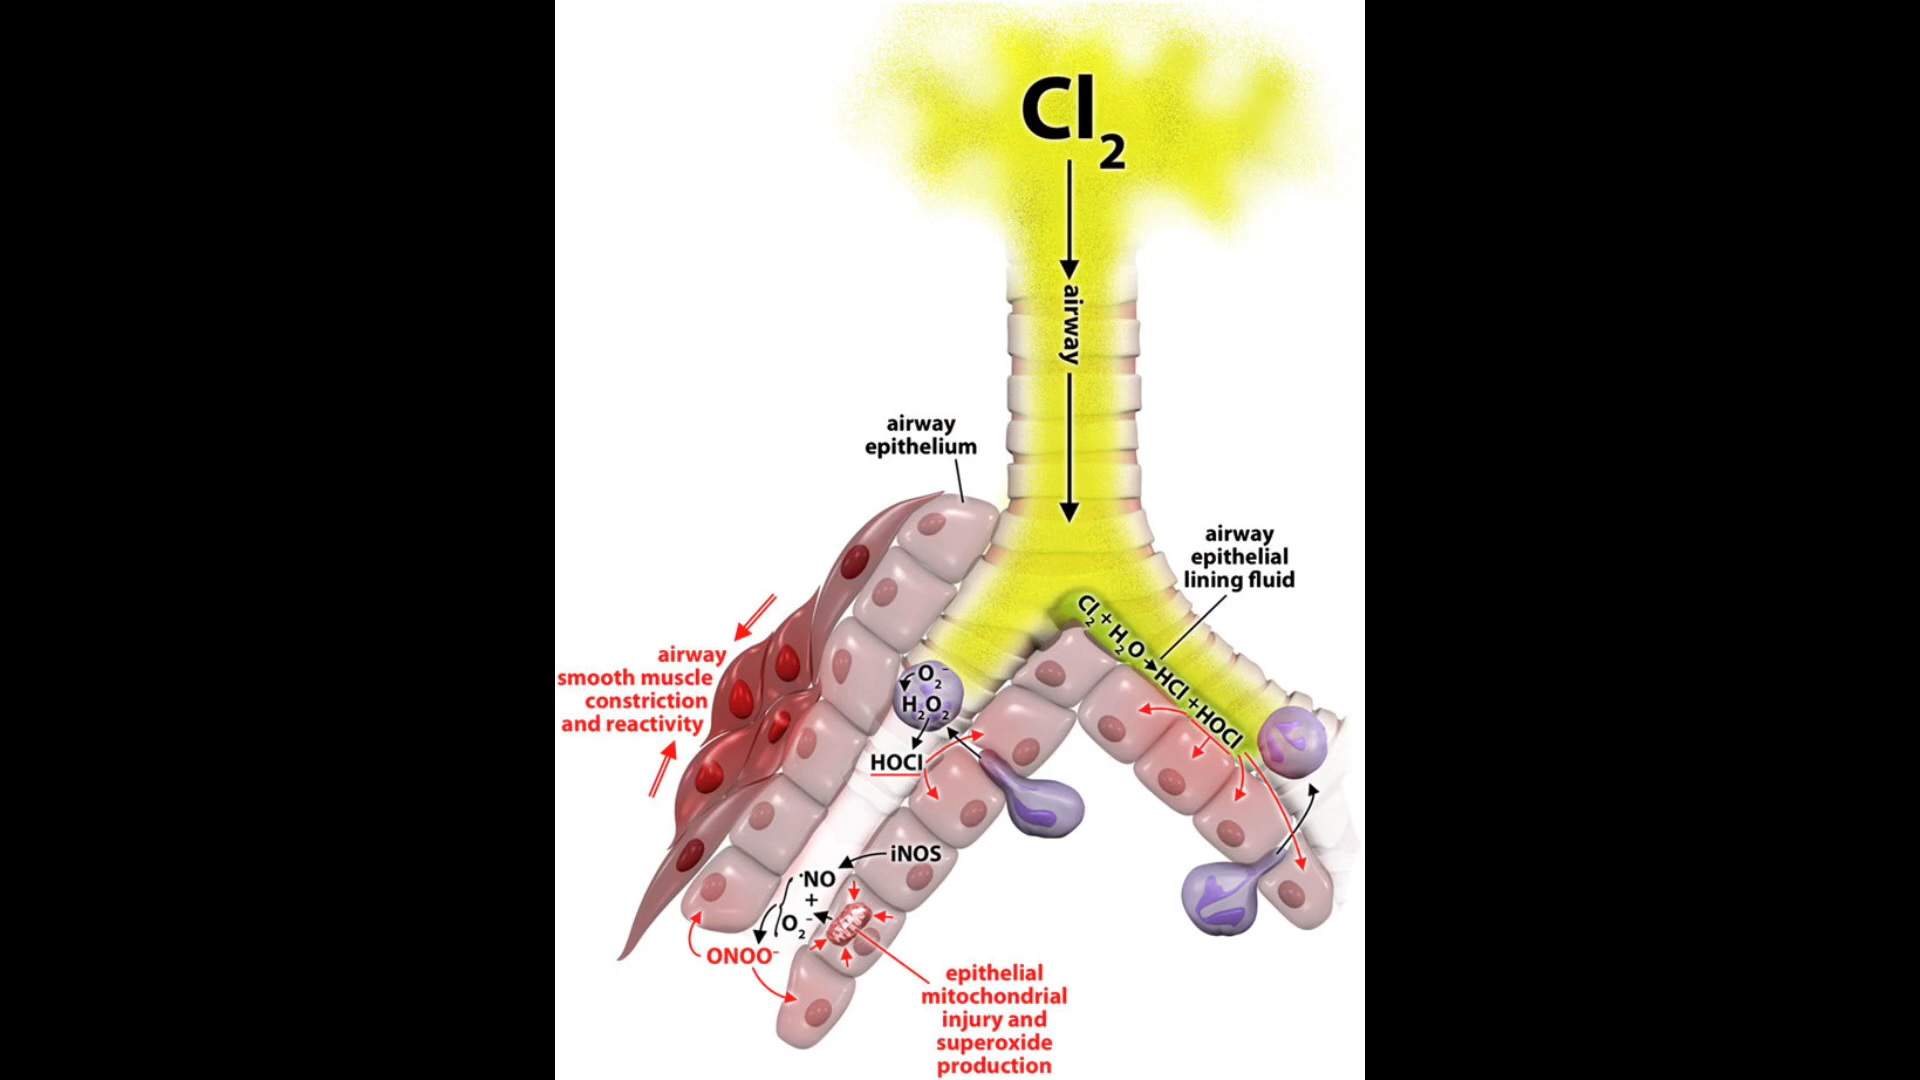 Cl2
airway
airway
epithelium
airway
epithelial
lining fluid
Cl2 + H2O → HCl + HOCl
airway
smooth muscle
constriction
and reactivity
O2-
H2O2
HOCl
iNOS
·NO
+
O2-
ONOO-
epithelial
mitochondrial
injury and
superoxide
production